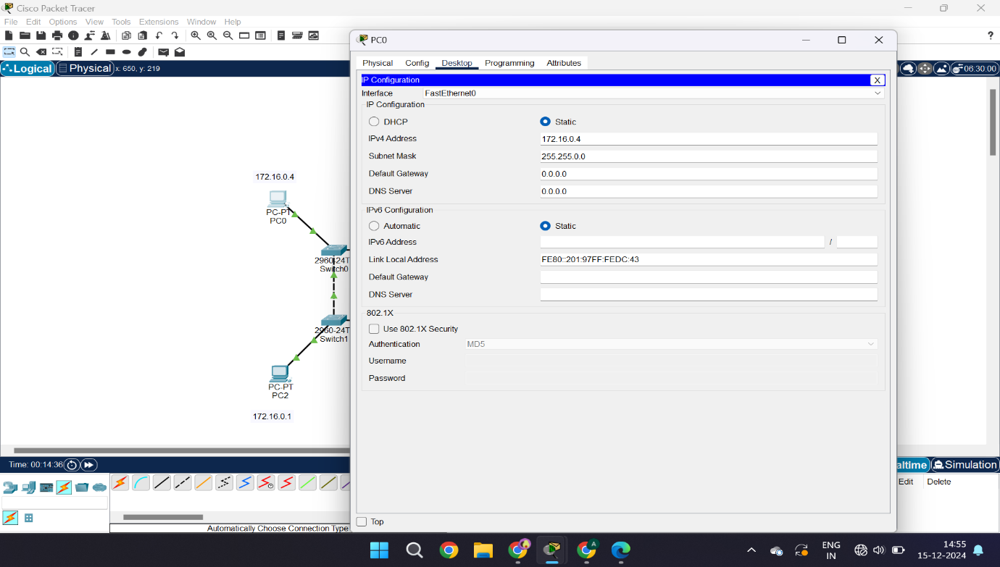 Cisco Packet Tracer
File Edit Options View Tools Extensions Window Help
?
Logical Physical x: 650, y: 219
06:30:00
172.16.0.4
PC-PT
PC0
2960-24T
Switch0
2960-24T
Switch1
PC-PT
PC2
172.16.0.1
PC0
Physical Config Desktop Programming Attributes
IP Configuration X
Interface FastEthernet0
IP Configuration
DHCP Static
IPv4 Address 172.16.0.4
Subnet Mask 255.255.0.0
Default Gateway 0.0.0.0
DNS Server 0.0.0.0
IPv6 Configuration
Automatic Static
IPv6 Address /
Link Local Address FE80::201:97FF:FEDC:43
Default Gateway
DNS Server
802.1X
Use 802.1X Security
Authentication MD5
Username
Password
Top
Time: 00:14:36
altime Simulation
Edit Delete
Automatically Choose Connection Type
A
ENG
IN
14:55
15-12-2024